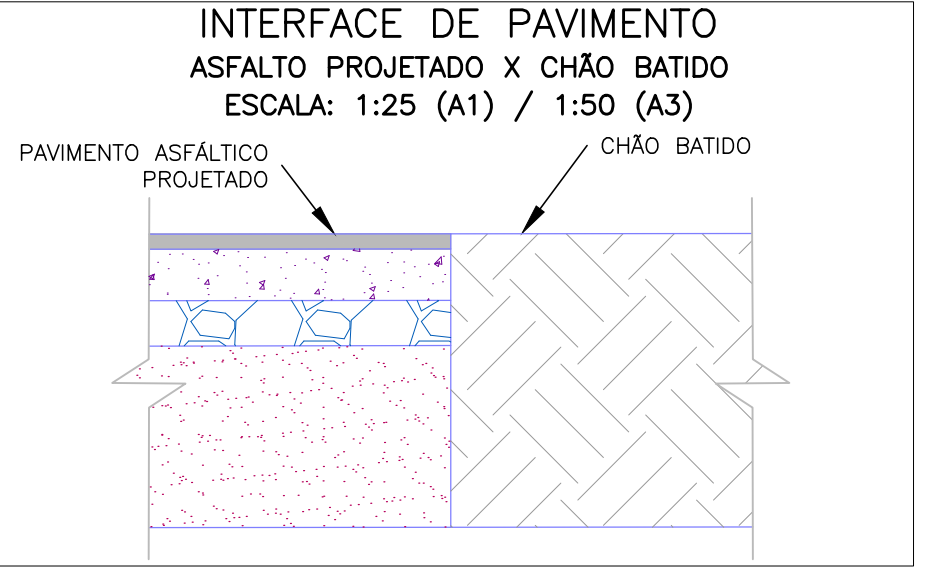 INTERFACE DE PAVIMENTO
ASFALTO PROJETADO X CHÃO BATIDO
ESCALA: 1:25 (A1) / 1:50 (A3)
PAVIMENTO ASFÁLTICO
PROJETADO
CHÃO BATIDO